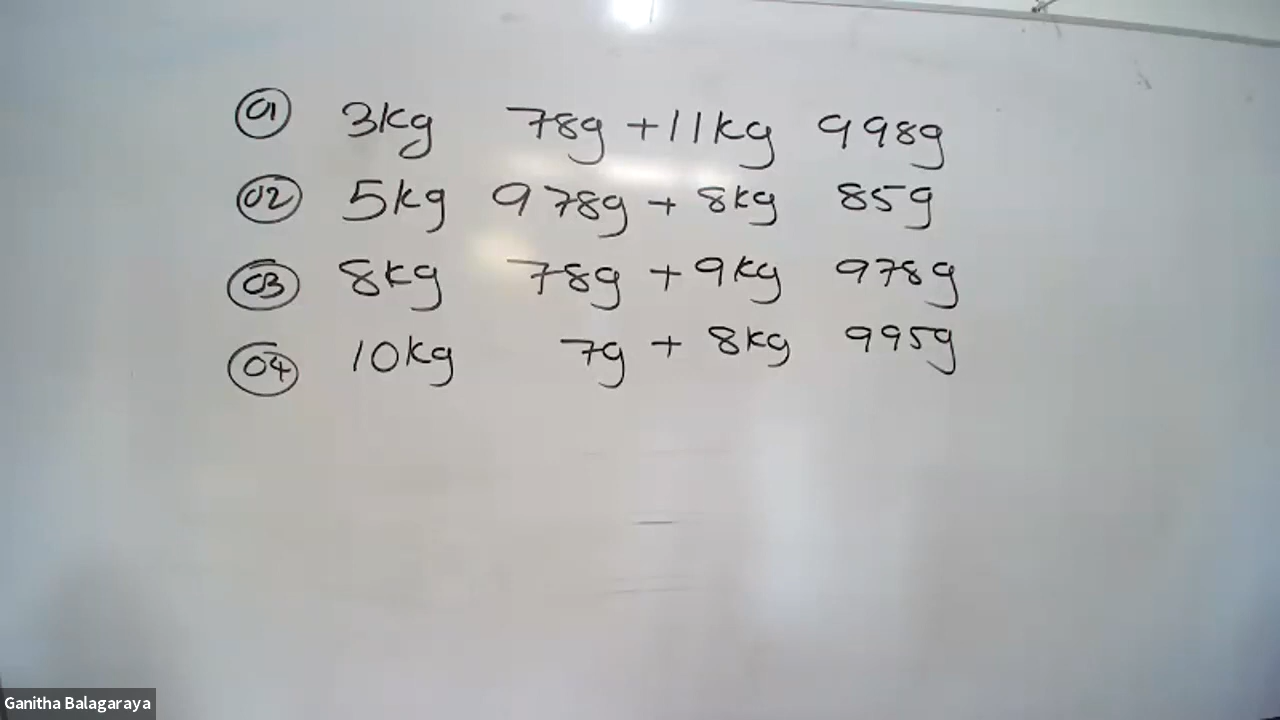 01 3kg 78g + 11kg 998g
02 5kg 978g + 8kg 85g
03 8kg 78g + 9kg 978g
04 10kg 7g + 8kg 995g
Ganitha Balagaraya